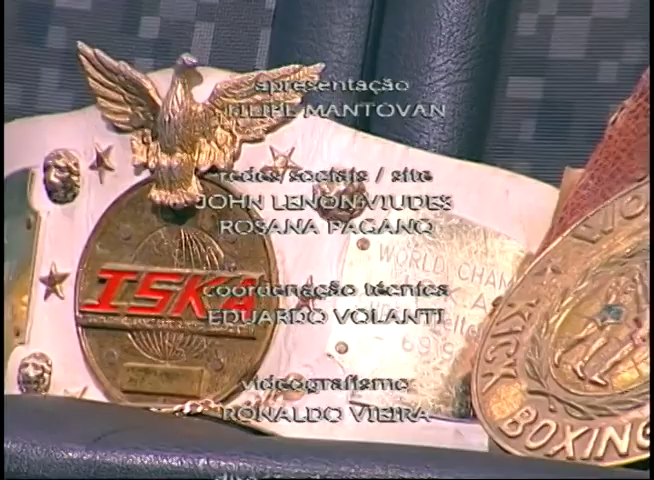 apresentação
FILIPE MANTOVAN
redes sociais / site
JOHN LENON VIUDES
ROSANA PAGANO
WORLD CHAM
ISKA
coordenação técnica
EDUARDO VOLANTI
videografismo
RONALDO VIEIRA
KICK BOXING